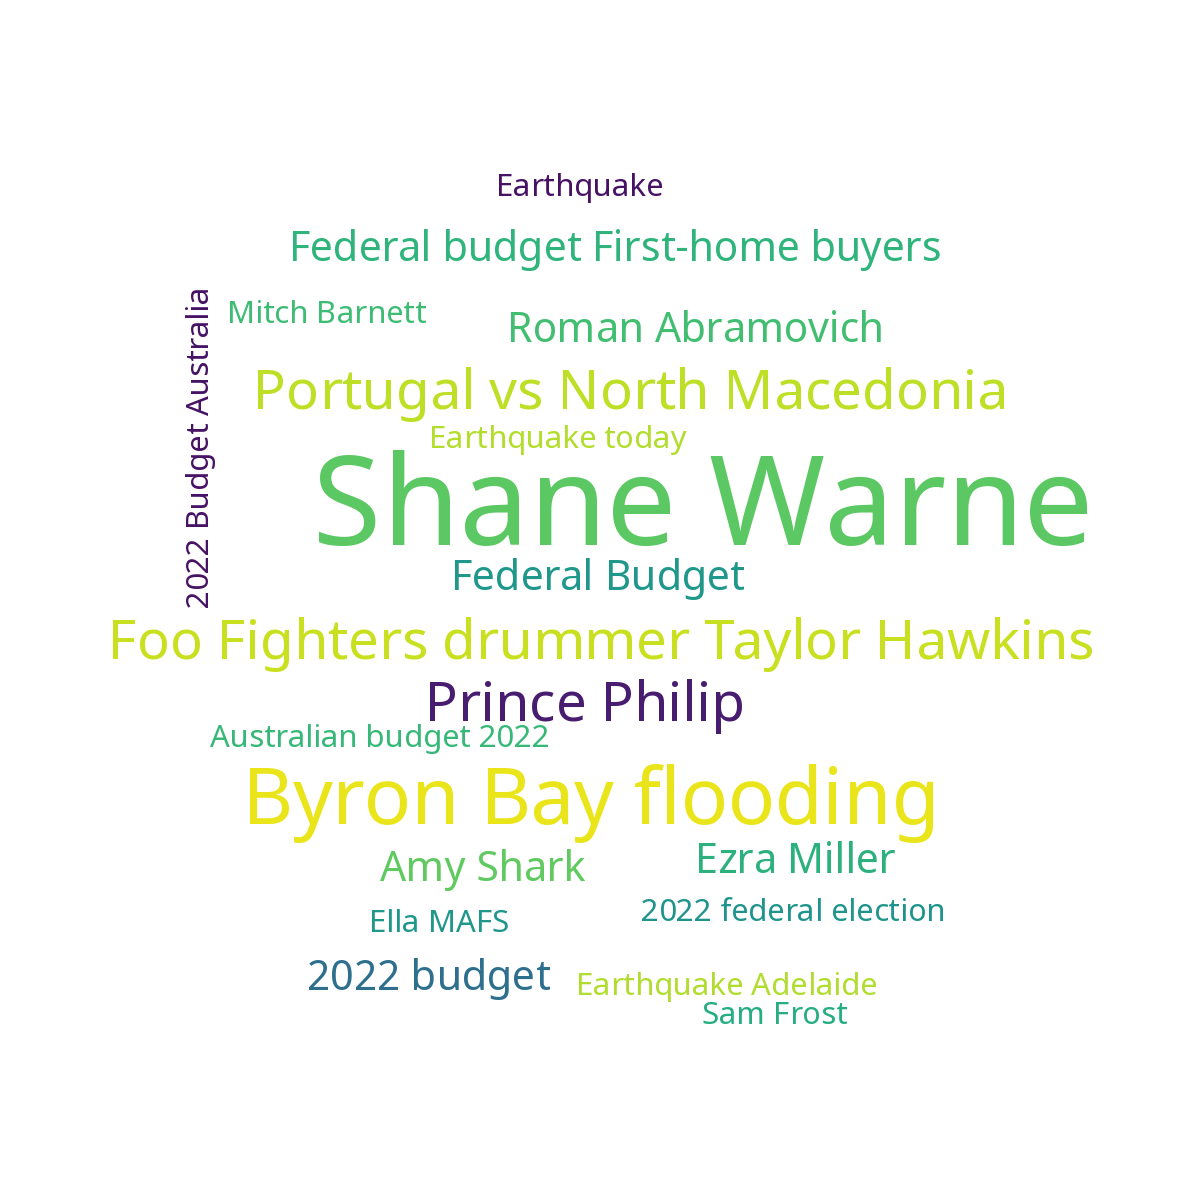 Earthquake
Federal budget First-home buyers
2022 Budget Australia
Mitch Barnett
Roman Abramovich
Portugal vs North Macedonia
Earthquake today
Shane Warne
Federal Budget
Foo Fighters drummer Taylor Hawkins
Prince Philip
Australian budget 2022
Byron Bay flooding
Amy Shark
Ezra Miller
Ella MAFS
2022 federal election
2022 budget
Earthquake Adelaide
Sam Frost